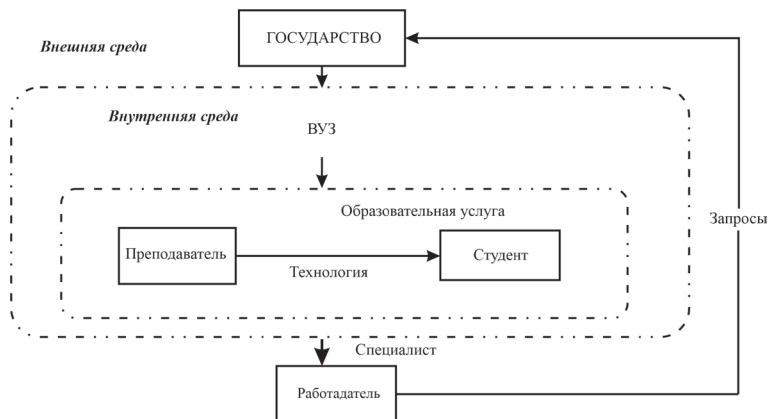 ГОСУДАРСТВО
Внешняя среда
Внутренняя среда
ВУЗ
Образовательная услуга
Запросы
Преподаватель
Студент
Технология
Специалист
Работадатель